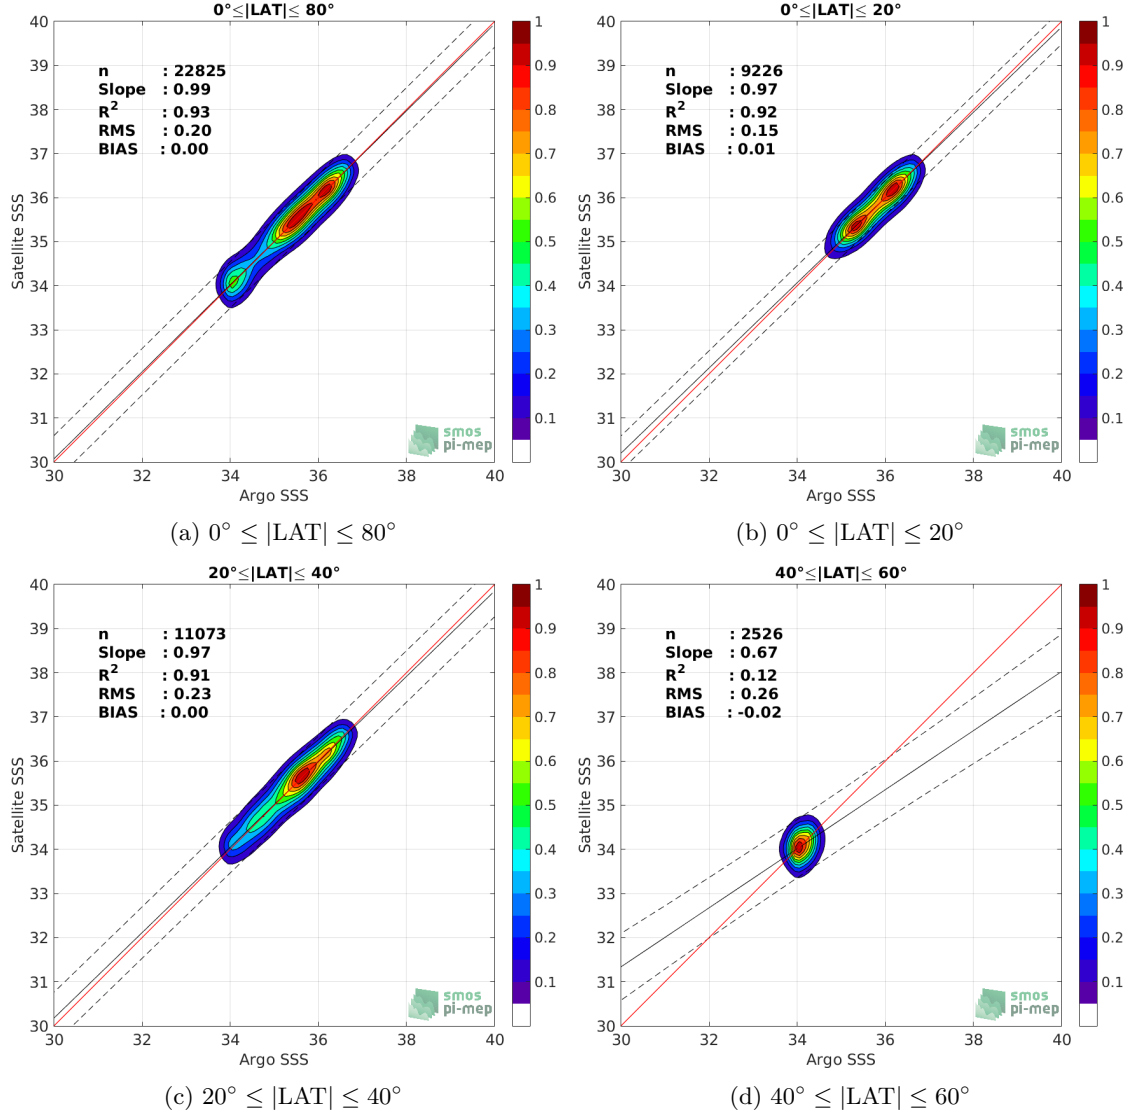 0°≤|LAT|≤ 80°
n : 22825
Slope : 0.99
R² : 0.93
RMS : 0.20
BIAS : 0.00
40
39
38
37
36
35
34
33
32
31
30
30 32 34 36 38 40
Satellite SSS
Argo SSS
1
0.9
0.8
0.7
0.6
0.5
0.4
0.3
0.2
0.1
smos
pi-mep
(a) 0° ≤ |LAT| ≤ 80°
0°≤|LAT|≤ 20°
n : 9226
Slope : 0.97
R² : 0.92
RMS : 0.15
BIAS : 0.01
40
39
38
37
36
35
34
33
32
31
30
30 32 34 36 38 40
Satellite SSS
Argo SSS
1
0.9
0.8
0.7
0.6
0.5
0.4
0.3
0.2
0.1
smos
pi-mep
(b) 0° ≤ |LAT| ≤ 20°
20°≤|LAT|≤ 40°
n : 11073
Slope : 0.97
R² : 0.91
RMS : 0.23
BIAS : 0.00
40
39
38
37
36
35
34
33
32
31
30
30 32 34 36 38 40
Satellite SSS
Argo SSS
1
0.9
0.8
0.7
0.6
0.5
0.4
0.3
0.2
0.1
smos
pi-mep
(c) 20° ≤ |LAT| ≤ 40°
40°≤|LAT|≤ 60°
n : 2526
Slope : 0.67
R² : 0.12
RMS : 0.26
BIAS : -0.02
40
39
38
37
36
35
34
33
32
31
30
30 32 34 36 38 40
Satellite SSS
Argo SSS
1
0.9
0.8
0.7
0.6
0.5
0.4
0.3
0.2
0.1
smos
pi-mep
(d) 40° ≤ |LAT| ≤ 60°